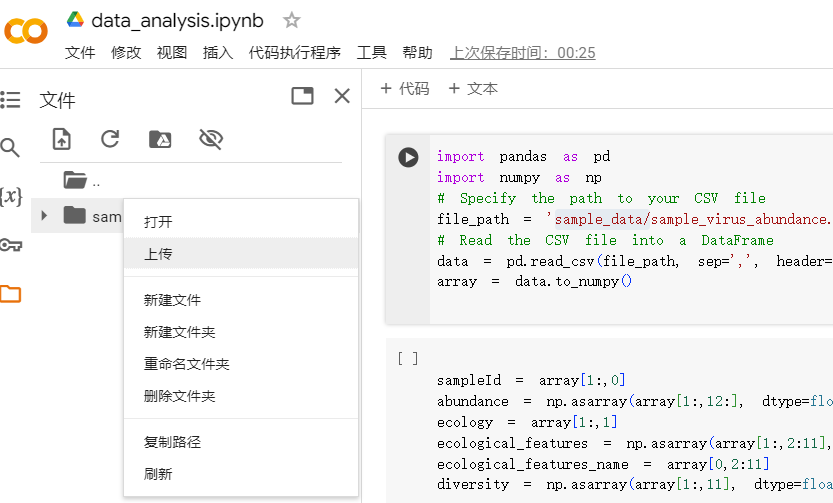 data_analysis.ipynb
文件 修改 视图 插入 代码执行程序 工具 帮助 上次保存时间：00:25
文件
+ 代码 + 文本
..
sam
打开
上传
新建文件
新建文件夹
重命名文件夹
删除文件夹
复制路径
刷新
{x}
import pandas as pd
import numpy as np
# Specify the path to your CSV file
file_path = 'sample_data/sample_virus_abundance.
# Read the CSV file into a DataFrame
data = pd.read_csv(file_path, sep=',', header=
array = data.to_numpy()
[ ]
sampleId = array[1:,0]
abundance = np.asarray(array[1:,12:], dtype=floa
ecology = array[1:,1]
ecological_features = np.asarray(array[1:,2:11],
ecological_features_name = array[0,2:11]
diversity = np.asarray(array[1:,11], dtype=floa